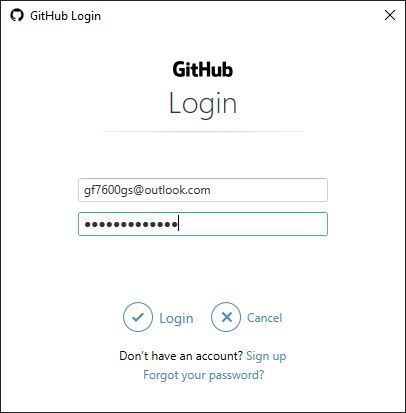 GitHub Login
GitHub
Login
gf7600gs@outlook.com
●●●●●●●●●●●●●
Login Cancel
Don't have an account? Sign up
Forgot your password?